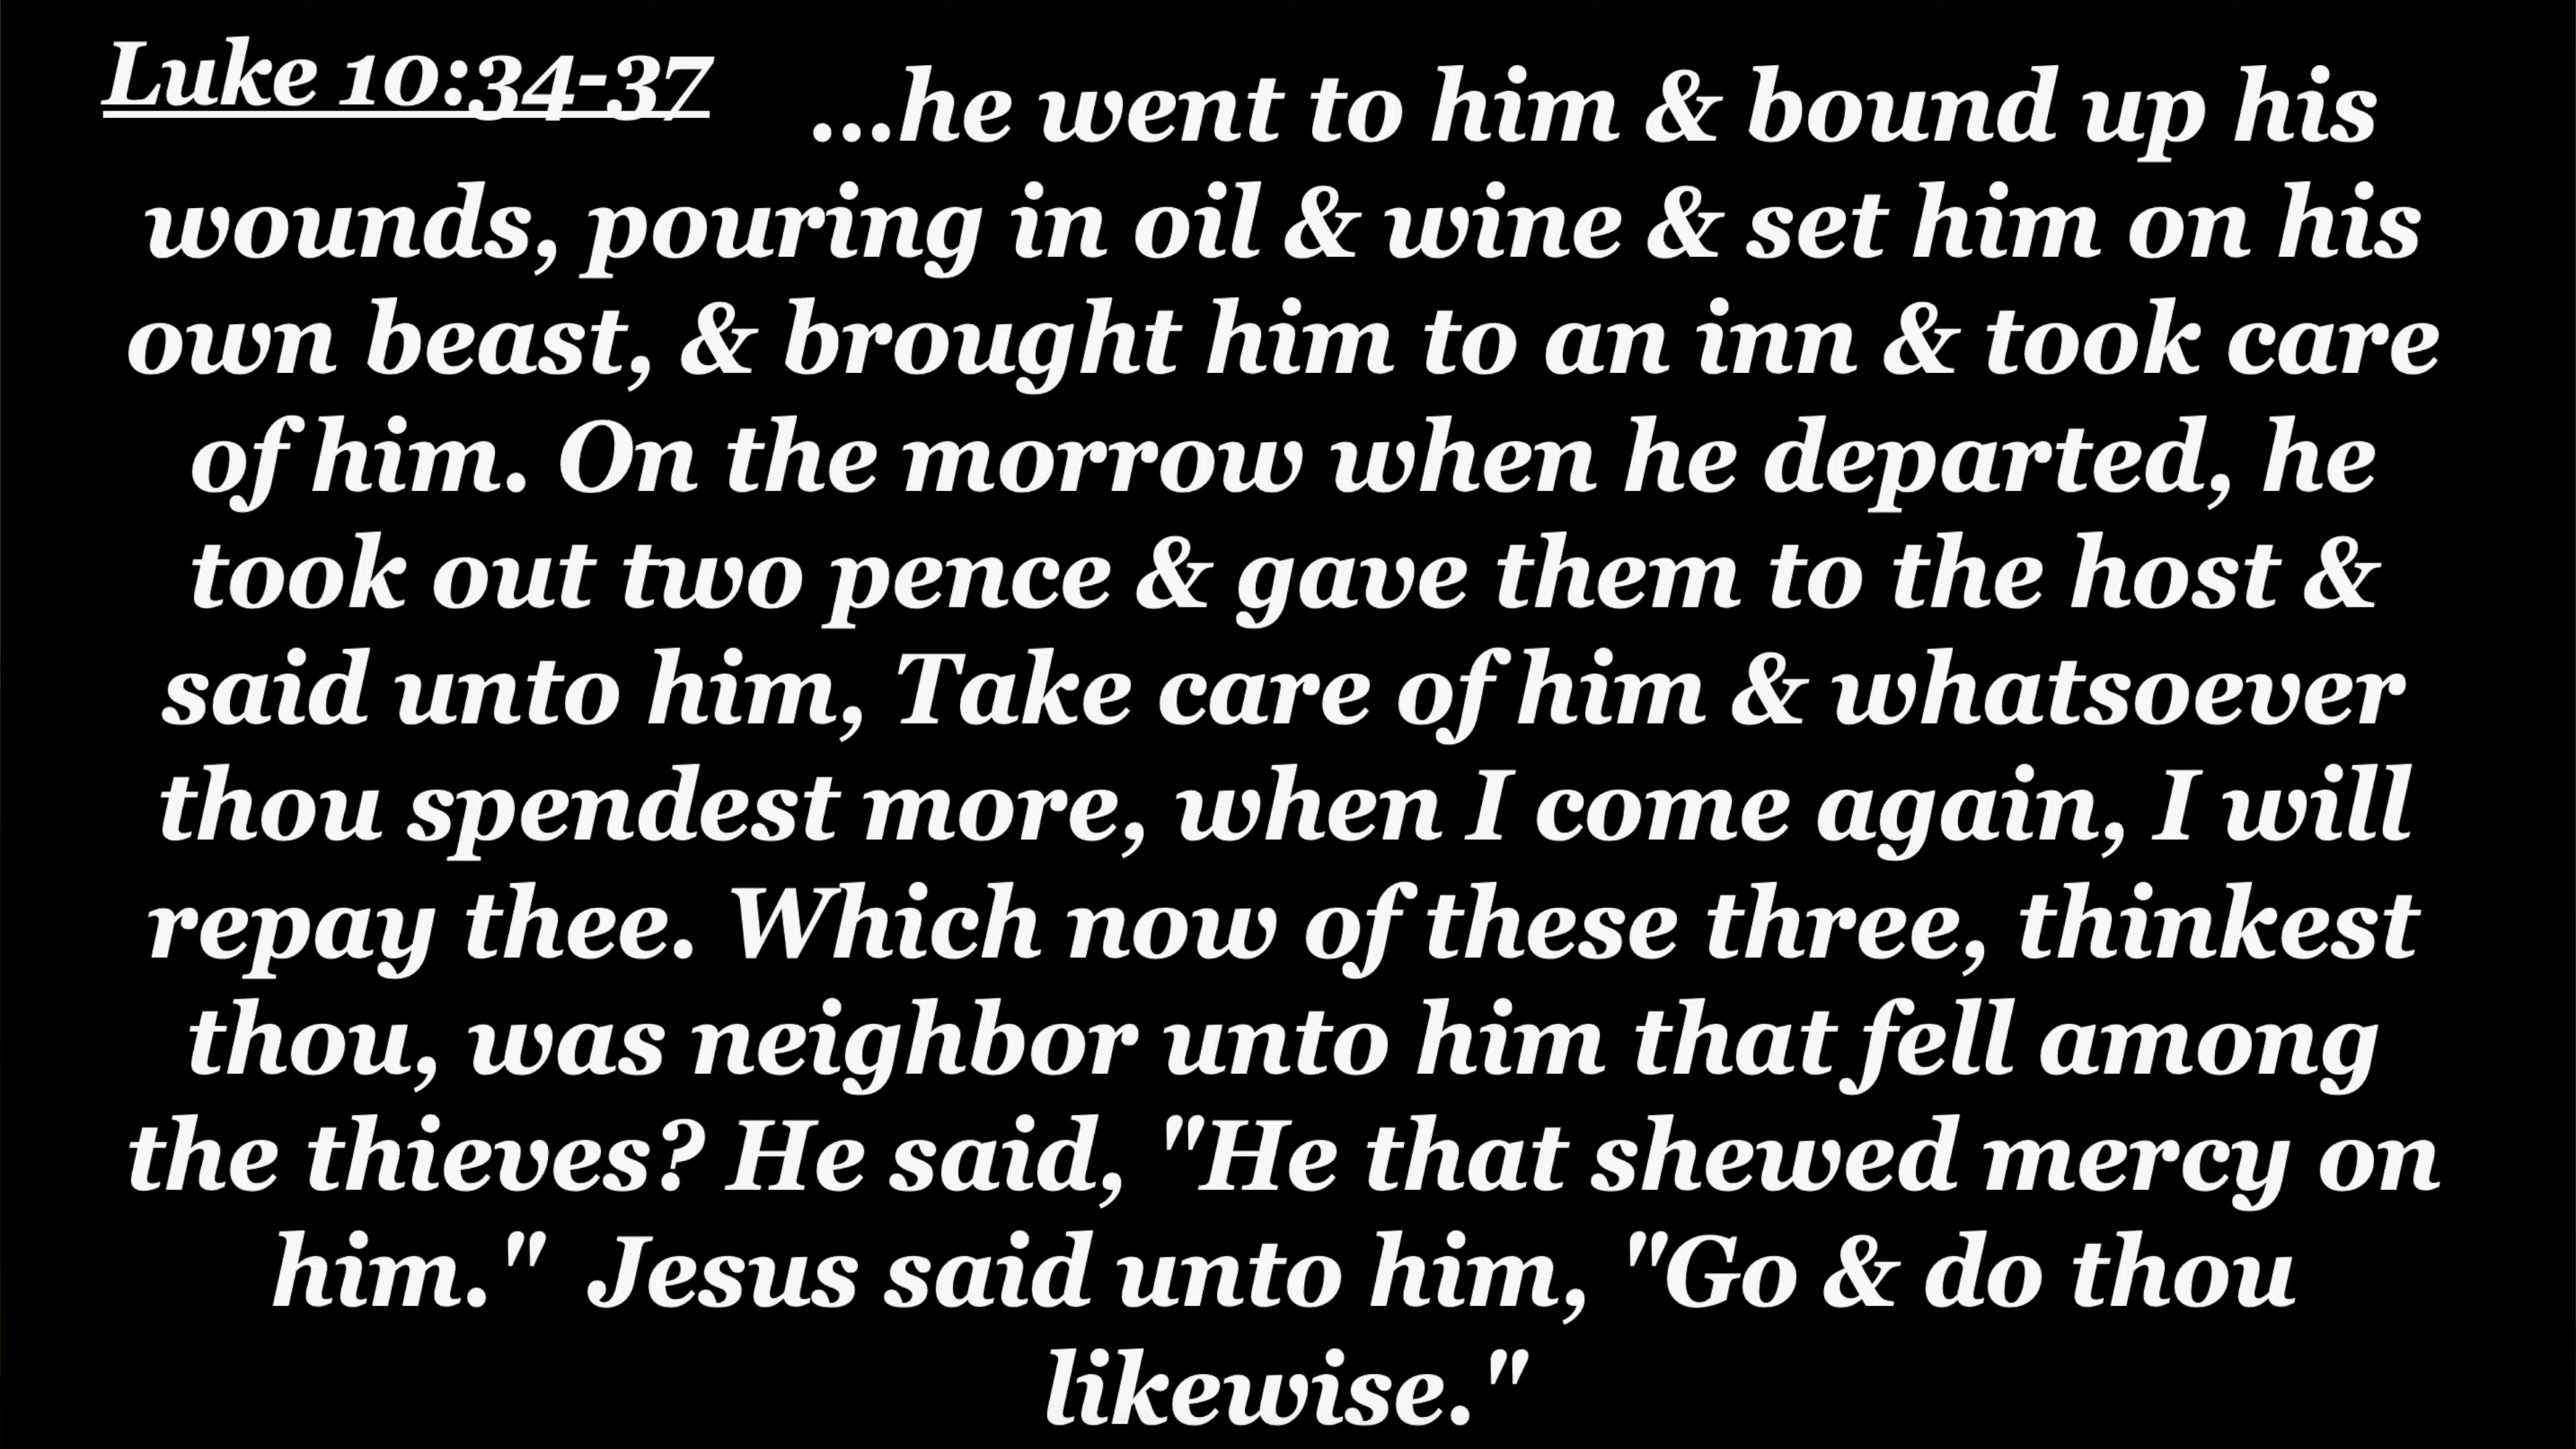 Luke 10:34-37
...he went to him & bound up his
wounds, pouring in oil & wine & set him on his
own beast, & brought him to an inn & took care
of him. On the morrow when he departed, he
took out two pence & gave them to the host &
said unto him, Take care of him & whatsoever
thou spendest more, when I come again, I will
repay thee. Which now of these three, thinkest
thou, was neighbor unto him that fell among
the thieves? He said, "He that shewed mercy on
him."  Jesus said unto him, "Go & do thou
likewise."